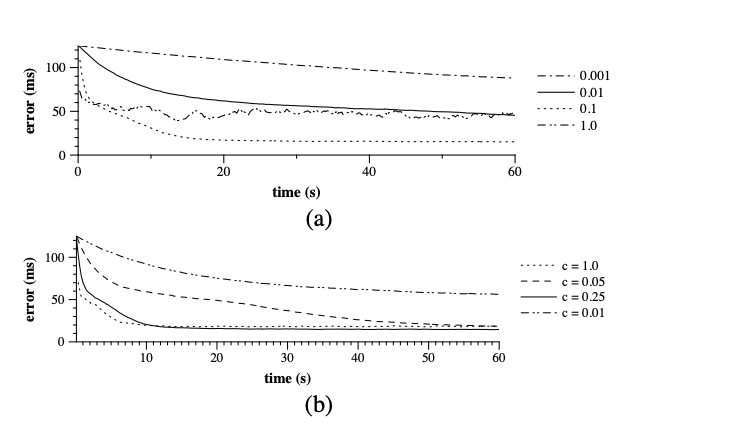 error (ms)
100
50
0
0 20 40 60
time (s)
0.001
0.01
0.1
1.0
(a)
error (ms)
100
50
0
10 20 30 40 50 60
time (s)
c = 1.0
c = 0.05
c = 0.25
c = 0.01
(b)